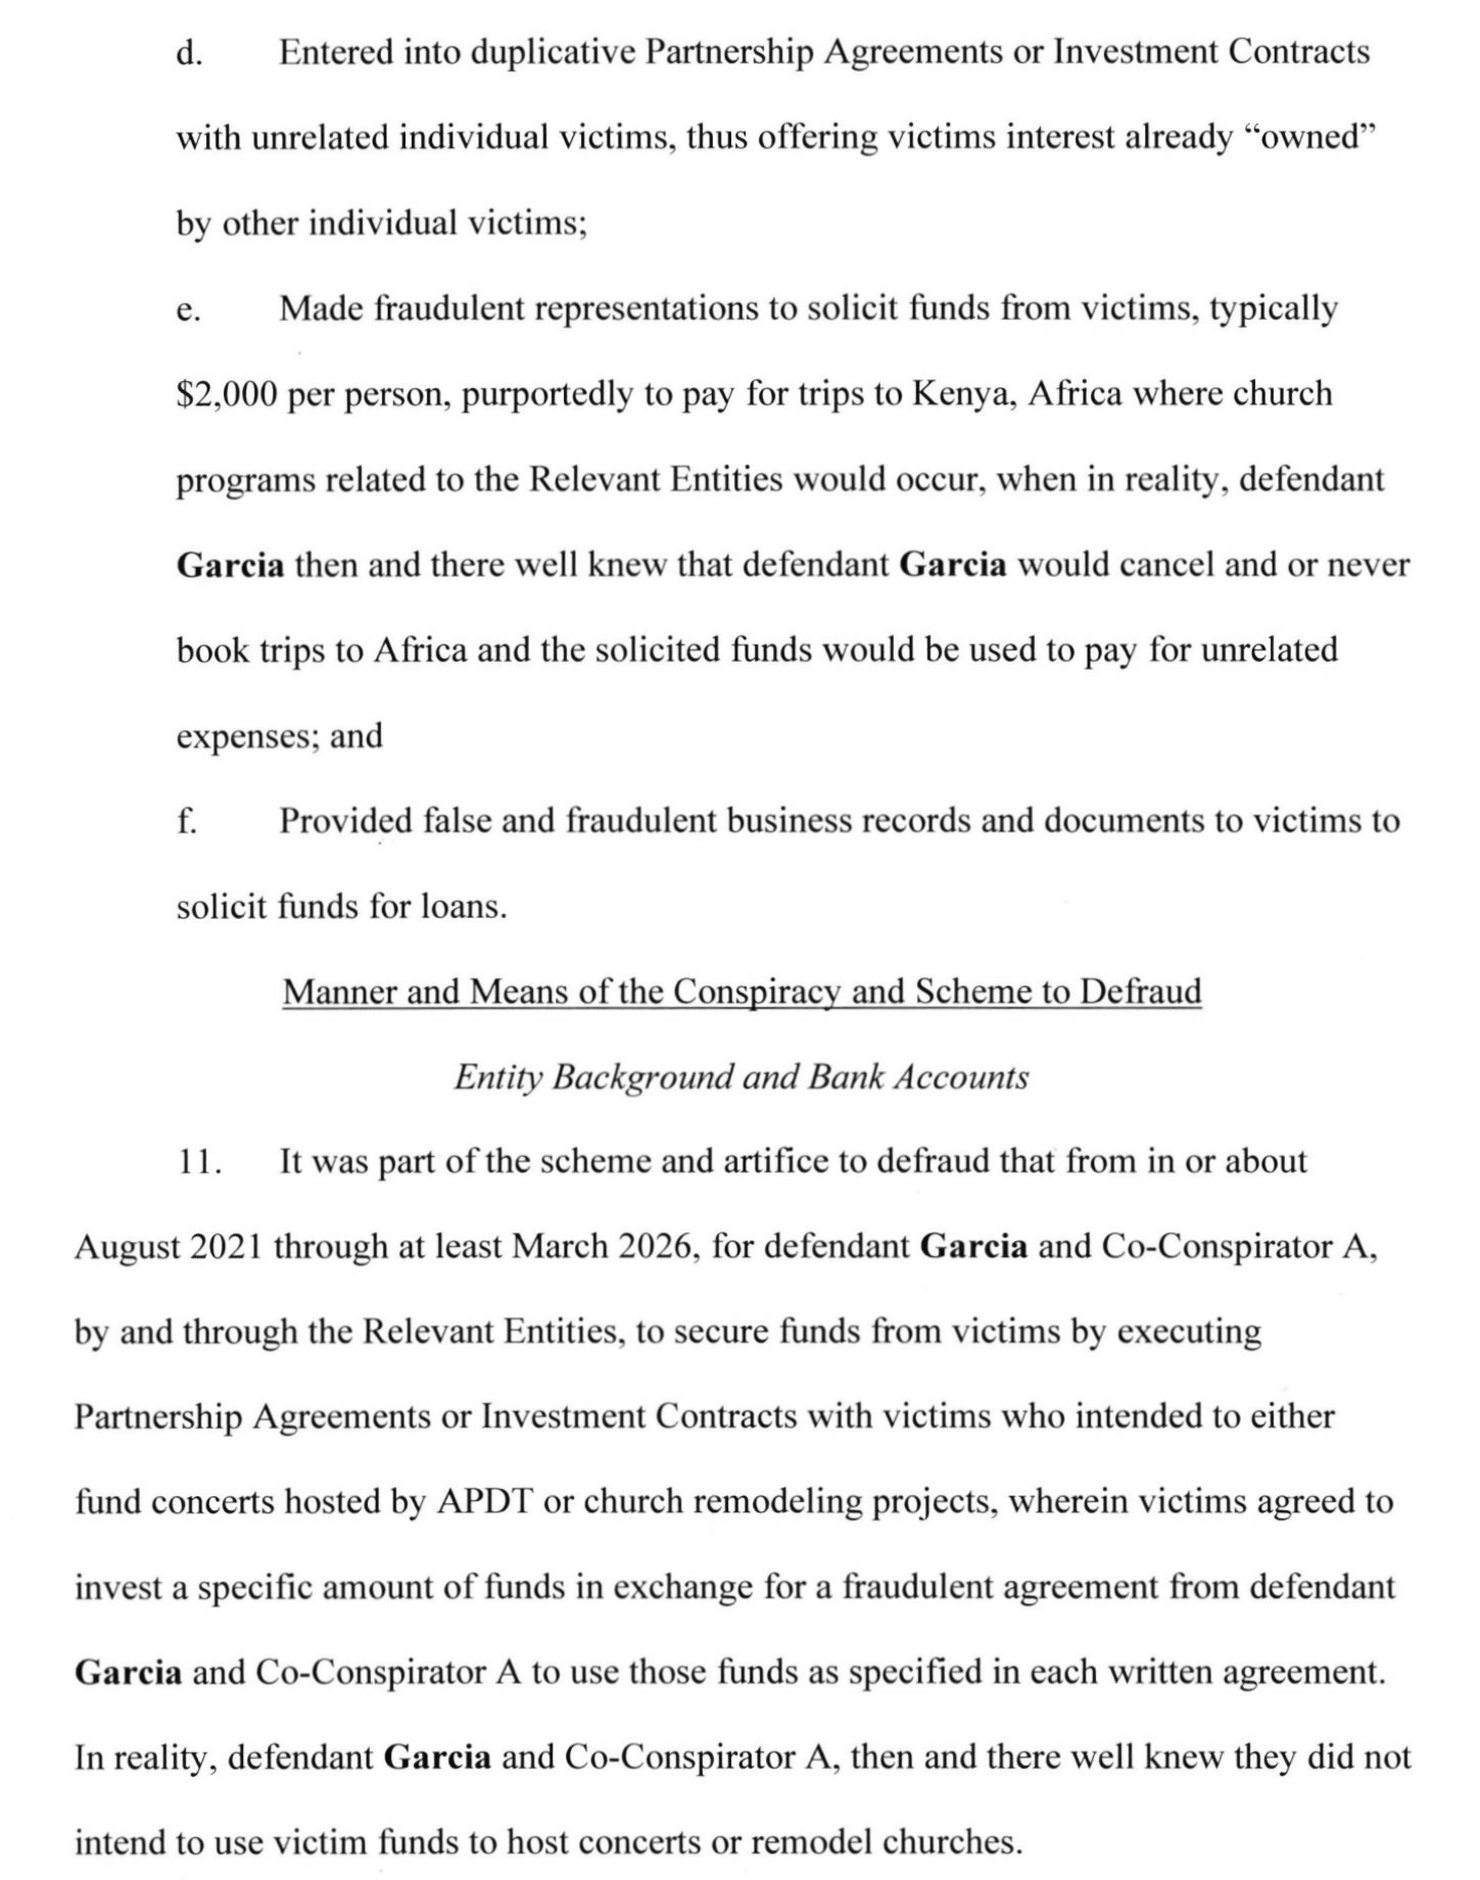 d. Entered into duplicative Partnership Agreements or Investment Contracts
with unrelated individual victims, thus offering victims interest already “owned”
by other individual victims;
e. Made fraudulent representations to solicit funds from victims, typically
$2,000 per person, purportedly to pay for trips to Kenya, Africa where church
programs related to the Relevant Entities would occur, when in reality, defendant
Garcia then and there well knew that defendant Garcia would cancel and or never
book trips to Africa and the solicited funds would be used to pay for unrelated
expenses; and
f. Provided false and fraudulent business records and documents to victims to
solicit funds for loans.
Manner and Means of the Conspiracy and Scheme to Defraud
Entity Background and Bank Accounts
11. It was part of the scheme and artifice to defraud that from in or about
August 2021 through at least March 2026, for defendant Garcia and Co-Conspirator A,
by and through the Relevant Entities, to secure funds from victims by executing
Partnership Agreements or Investment Contracts with victims who intended to either
fund concerts hosted by APDT or church remodeling projects, wherein victims agreed to
invest a specific amount of funds in exchange for a fraudulent agreement from defendant
Garcia and Co-Conspirator A to use those funds as specified in each written agreement.
In reality, defendant Garcia and Co-Conspirator A, then and there well knew they did not
intend to use victim funds to host concerts or remodel churches.